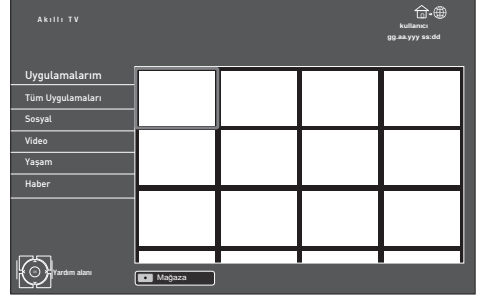 Akıllı TV
kullanıcı
gg.aa.yyy ss:dd
Uygulamalarım
Tüm Uygulamaları
Sosyal
Video
Yaşam
Haber
Yardım alanı
Mağaza